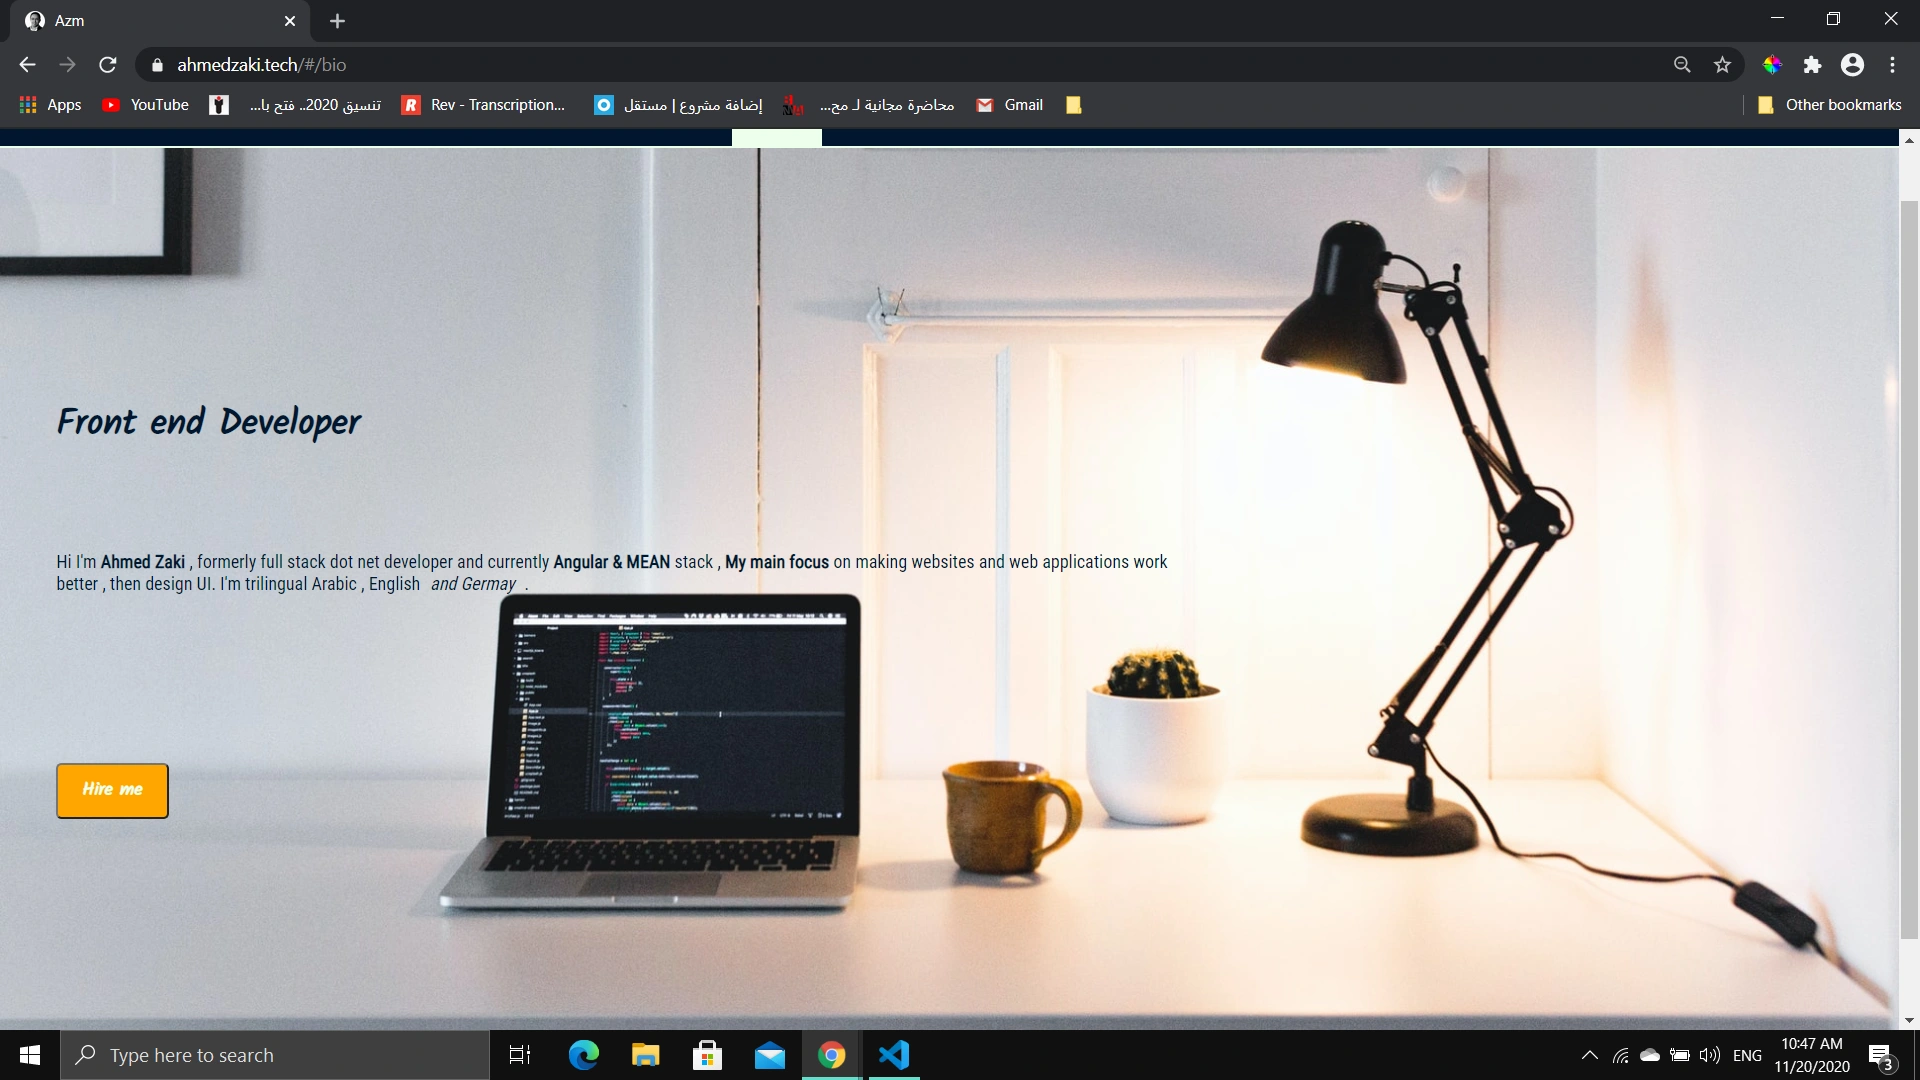 Azm
ahmedzaki.tech/#/bio
Apps
YouTube
تنسيق 2020.. فتح با...
Rev - Transcription...
إضافة مشروع | مستقل
محاضرة مجانية لـ مح...
Gmail
Other bookmarks
Front end Developer
Hi I'm Ahmed Zaki , formerly full stack dot net developer and currently Angular & MEAN stack , My main focus on making websites and web applications work
better , then design UI. I'm trilingual Arabic , English and Germay .
Hire me
Type here to search
ENG
10:47 AM
11/20/2020
3